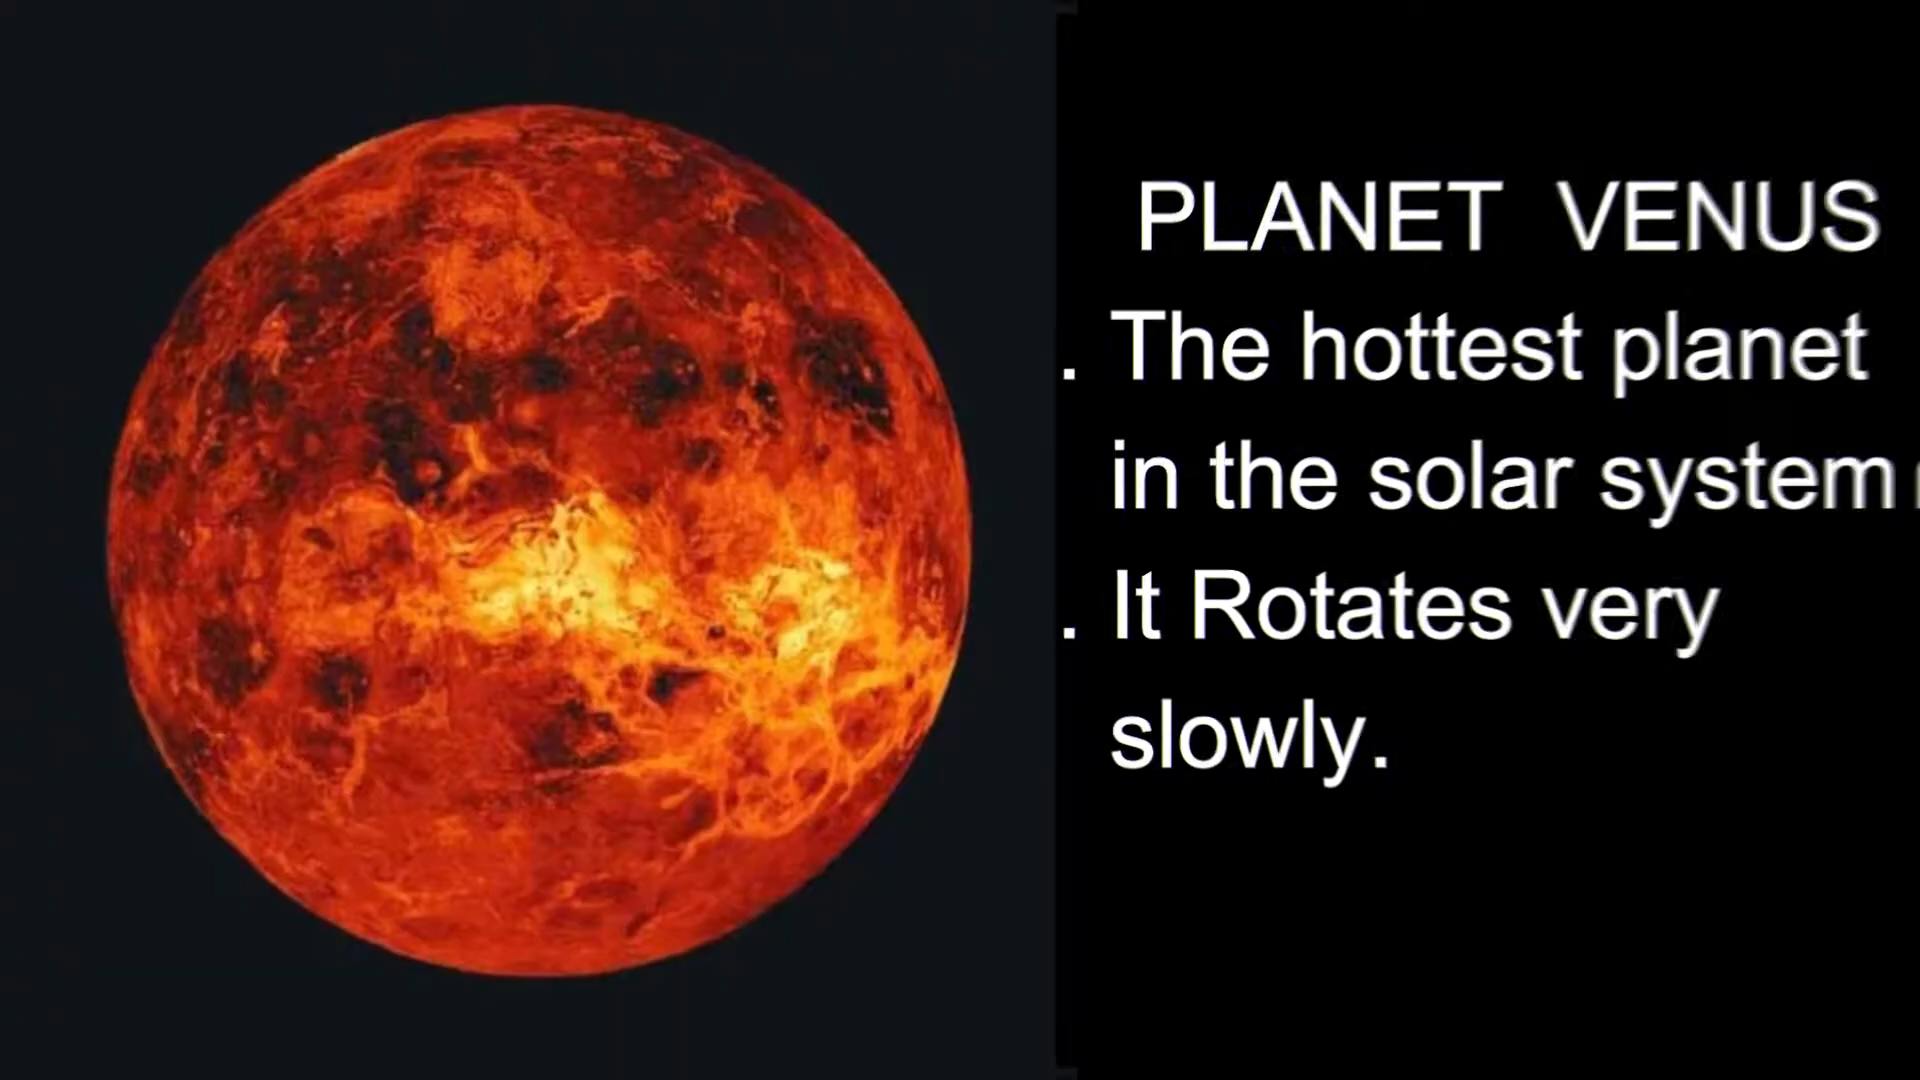 PLANET VENUS
. The hottest planet
in the solar system
. It Rotates very
slowly.